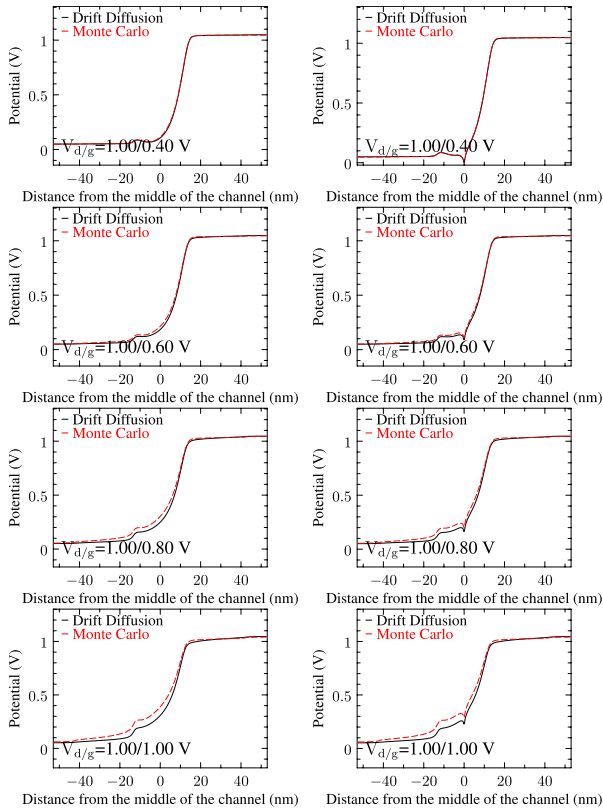 – Drift Diffusion
– Monte Carlo
Potential (V)
1
0.5
0
V_{d/g}=1.00/0.40 V
−40 −20 0 20 40
Distance from the middle of the channel (nm)
– Drift Diffusion
– Monte Carlo
Potential (V)
1
0.5
0
V_{d/g}=1.00/0.40 V
−40 −20 0 20 40
Distance from the middle of the channel (nm)
– Drift Diffusion
– Monte Carlo
Potential (V)
1
0.5
0
V_{d/g}=1.00/0.60 V
−40 −20 0 20 40
Distance from the middle of the channel (nm)
– Drift Diffusion
– Monte Carlo
Potential (V)
1
0.5
0
V_{d/g}=1.00/0.60 V
−40 −20 0 20 40
Distance from the middle of the channel (nm)
– Drift Diffusion
– Monte Carlo
Potential (V)
1
0.5
0
V_{d/g}=1.00/0.80 V
−40 −20 0 20 40
Distance from the middle of the channel (nm)
– Drift Diffusion
– Monte Carlo
Potential (V)
1
0.5
0
V_{d/g}=1.00/0.80 V
−40 −20 0 20 40
Distance from the middle of the channel (nm)
– Drift Diffusion
– Monte Carlo
Potential (V)
1
0.5
0
V_{d/g}=1.00/1.00 V
−40 −20 0 20 40
Distance from the middle of the channel (nm)
– Drift Diffusion
– Monte Carlo
Potential (V)
1
0.5
0
V_{d/g}=1.00/1.00 V
−40 −20 0 20 40
Distance from the middle of the channel (nm)